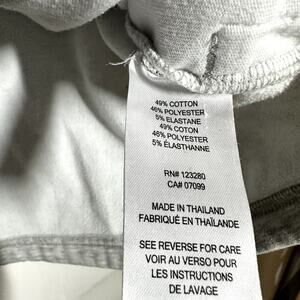 49% COTTON
46% POLYESTER
5% ELASTANE
49% COTON
46% POLYESTER
5% ÉLASTHANNE
RN# 123280
CA# 07099
MADE IN THAILAND
FABRIQUÉ EN THAÏLANDE
SEE REVERSE FOR CARE
VOIR AU VERSO POUR
LES INSTRUCTIONS
DE LAVAGE